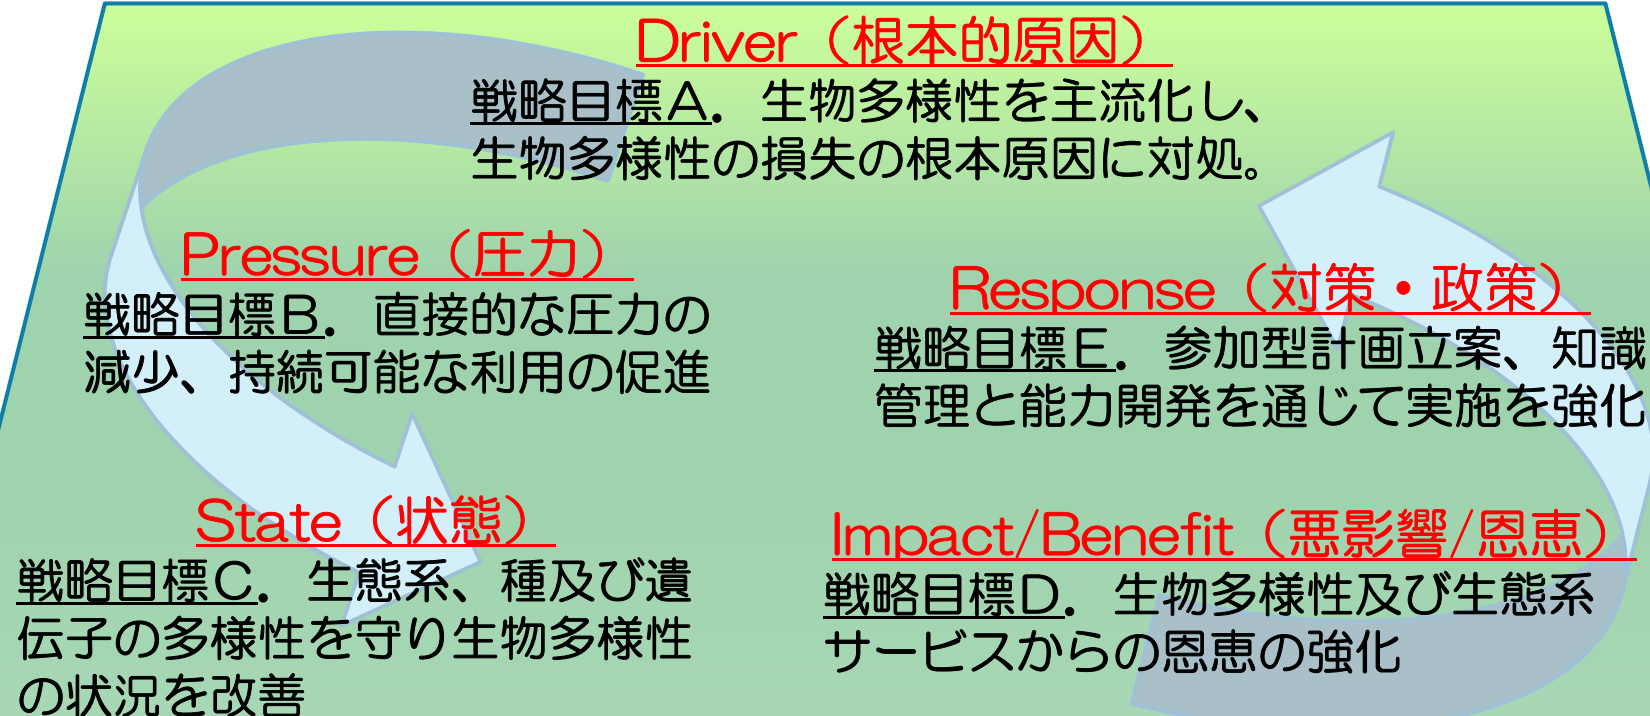 Driver（根本的原因）
戦略目標Ａ．生物多様性を主流化し、
生物多様性の損失の根本原因に対処。
Pressure（圧力）
戦略目標Ｂ．直接的な圧力の
減少、持続可能な利用の促進
Response（対策・政策）
戦略目標Ｅ．参加型計画立案、知識
管理と能力開発を通じて実施を強化
State（状態）
戦略目標Ｃ．生態系、種及び遺
伝子の多様性を守り生物多様性
の状況を改善
Impact/Benefit（悪影響/恩恵）
戦略目標Ｄ．生物多様性及び生態系
サービスからの恩恵の強化